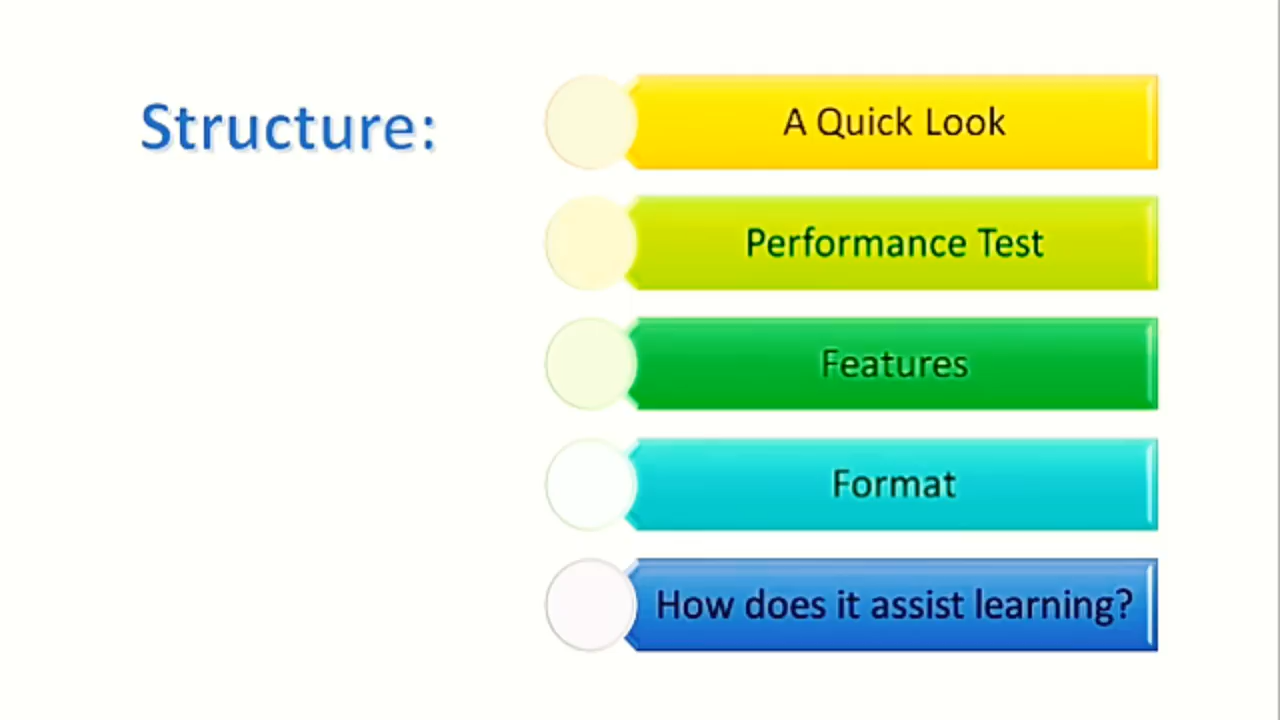 Structure:
A Quick Look
Performance Test
Features
Format
How does it assist learning?